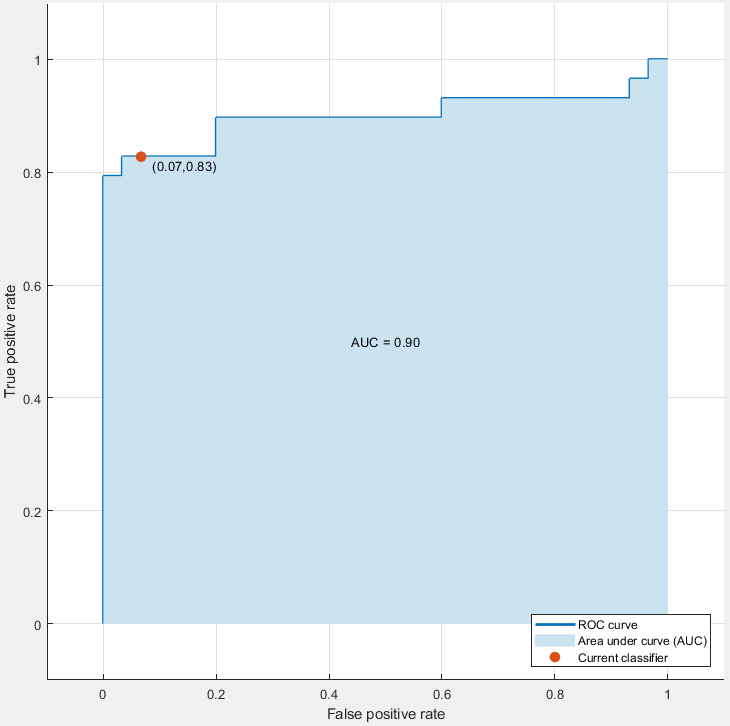 1
0.8
0.6
0.4
0.2
0
True positive rate
(0.07,0.83)
AUC = 0.90
ROC curve
Area under curve (AUC)
Current classifier
0 0.2 0.4 0.6 0.8 1
False positive rate